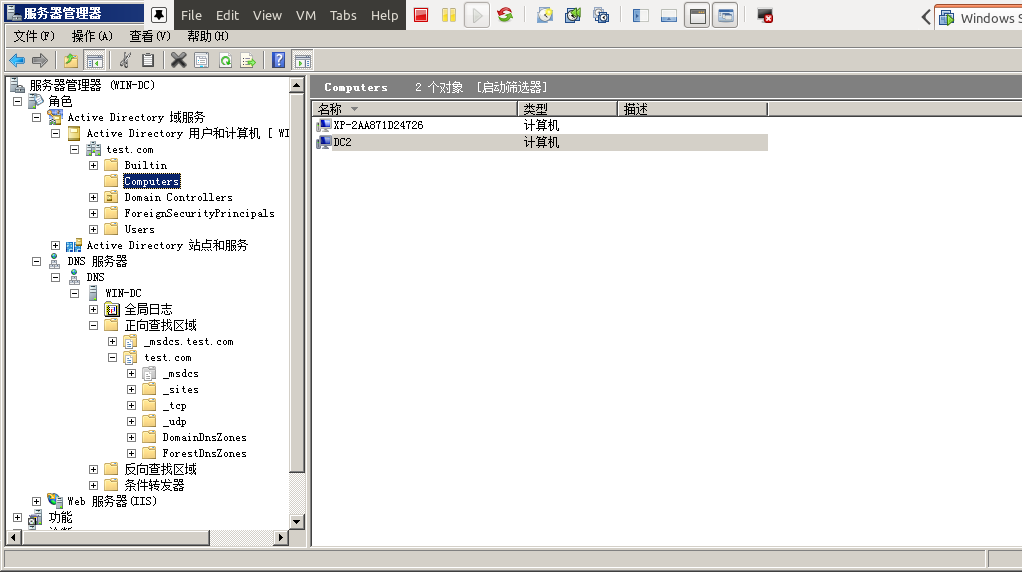 服务器管理器
File Edit View VM Tabs Help
Windows S
文件(F) 操作(A) 查看(V) 帮助(H)
服务器管理器 (WIN-DC)
角色
Active Directory 域服务
Active Directory 用户和计算机 [ WI
test.com
Builtin
Computers
Domain Controllers
ForeignSecurityPrincipals
Users
Active Directory 站点和服务
DNS 服务器
DNS
WIN-DC
全局日志
正向查找区域
_msdcs.test.com
test.com
_msdcs
_sites
_tcp
_udp
DomainDnsZones
ForestDnsZones
反向查找区域
条件转发器
Web 服务器(IIS)
功能
Computers 2 个对象 [启动筛选器]
名称 类型 描述
XP-2AA871D24726 计算机
DC2 计算机